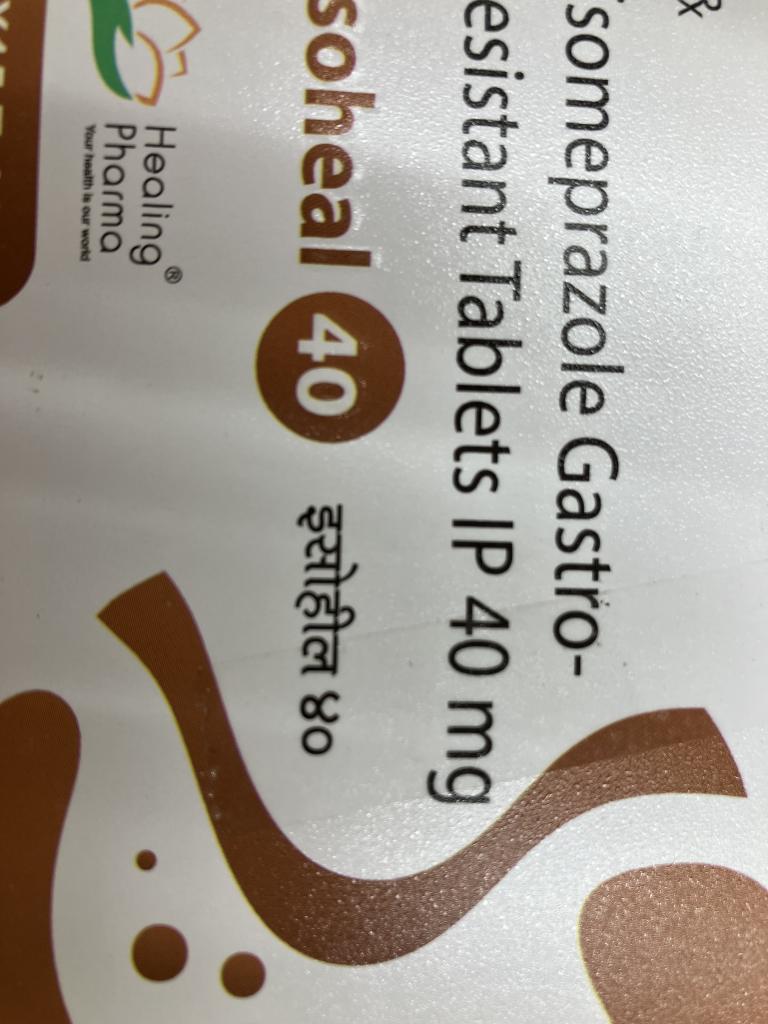 ℞
someprazole Gastro-
esistant Tablets IP 40 mg
soheal 40 इसोहील ४०
Healing
Pharma®
Your health is our world